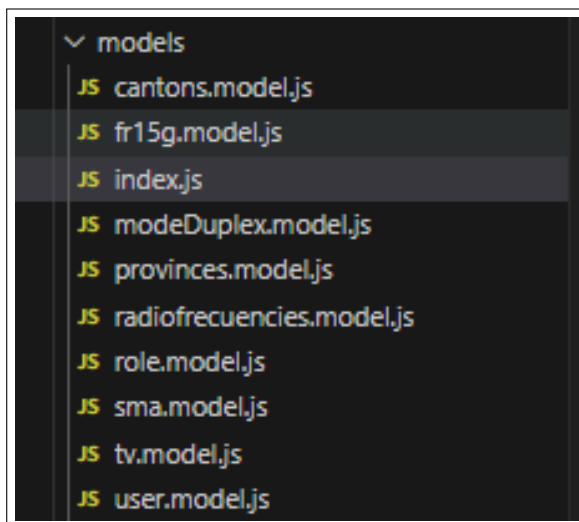 models
JS cantons.model.js
JS fr15g.model.js
JS index.js
JS modeDuplex.model.js
JS provinces.model.js
JS radiofrecuencies.model.js
JS role.model.js
JS sma.model.js
JS tv.model.js
JS user.model.js